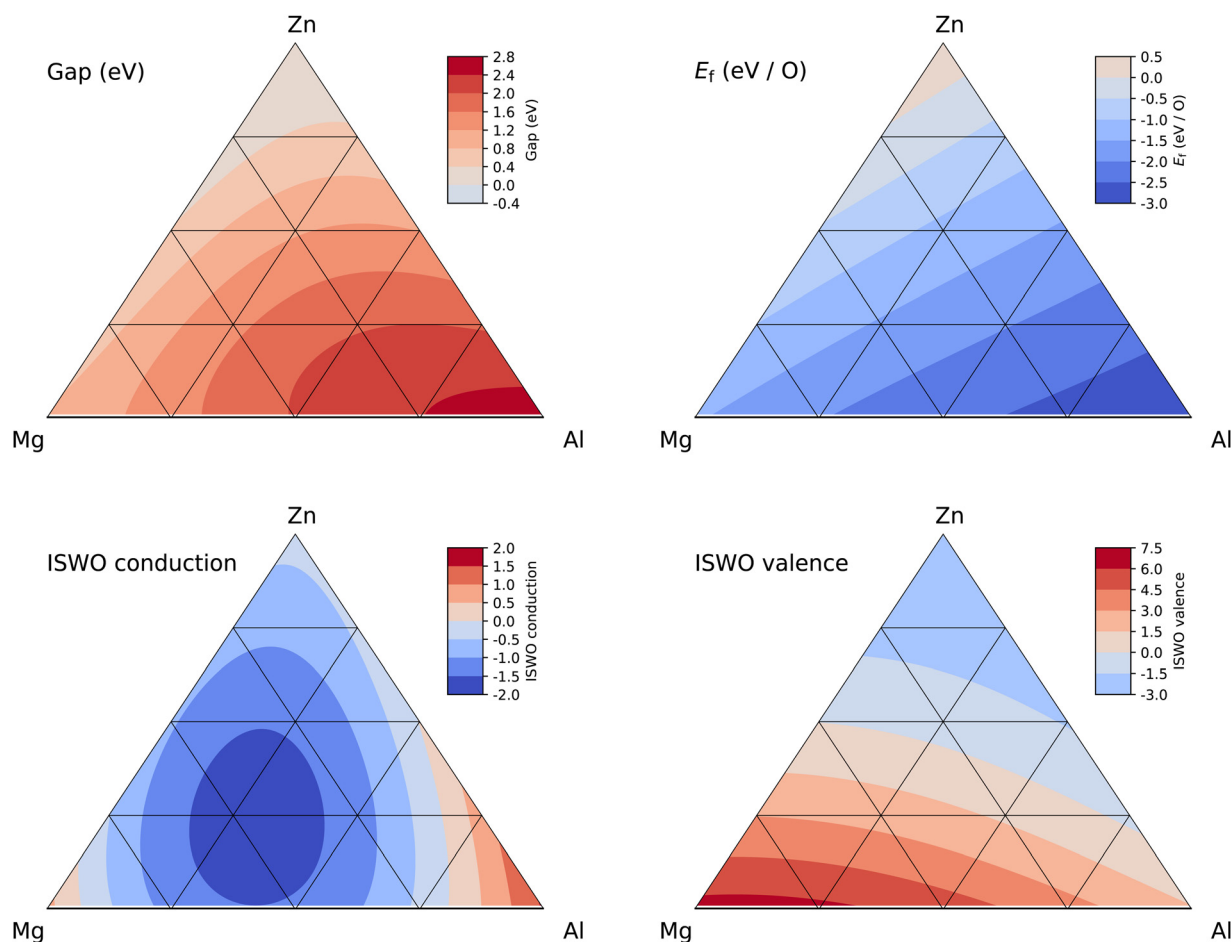 Zn
Gap (eV)
2.8
2.4
2.0
1.6
1.2
0.8
0.4
0.0
-0.4
Gap (eV)
Mg
Al
Zn
E_f (eV / O)
0.5
0.0
-0.5
-1.0
-1.5
-2.0
-2.5
-3.0
E_f (eV / O)
Mg
Al
Zn
ISWO conduction
2.0
1.5
1.0
0.5
0.0
-0.5
-1.0
-1.5
-2.0
ISWO conduction
Mg
Al
Zn
ISWO valence
7.5
6.0
4.5
3.0
1.5
0.0
-1.5
-3.0
ISWO valence
Mg
Al